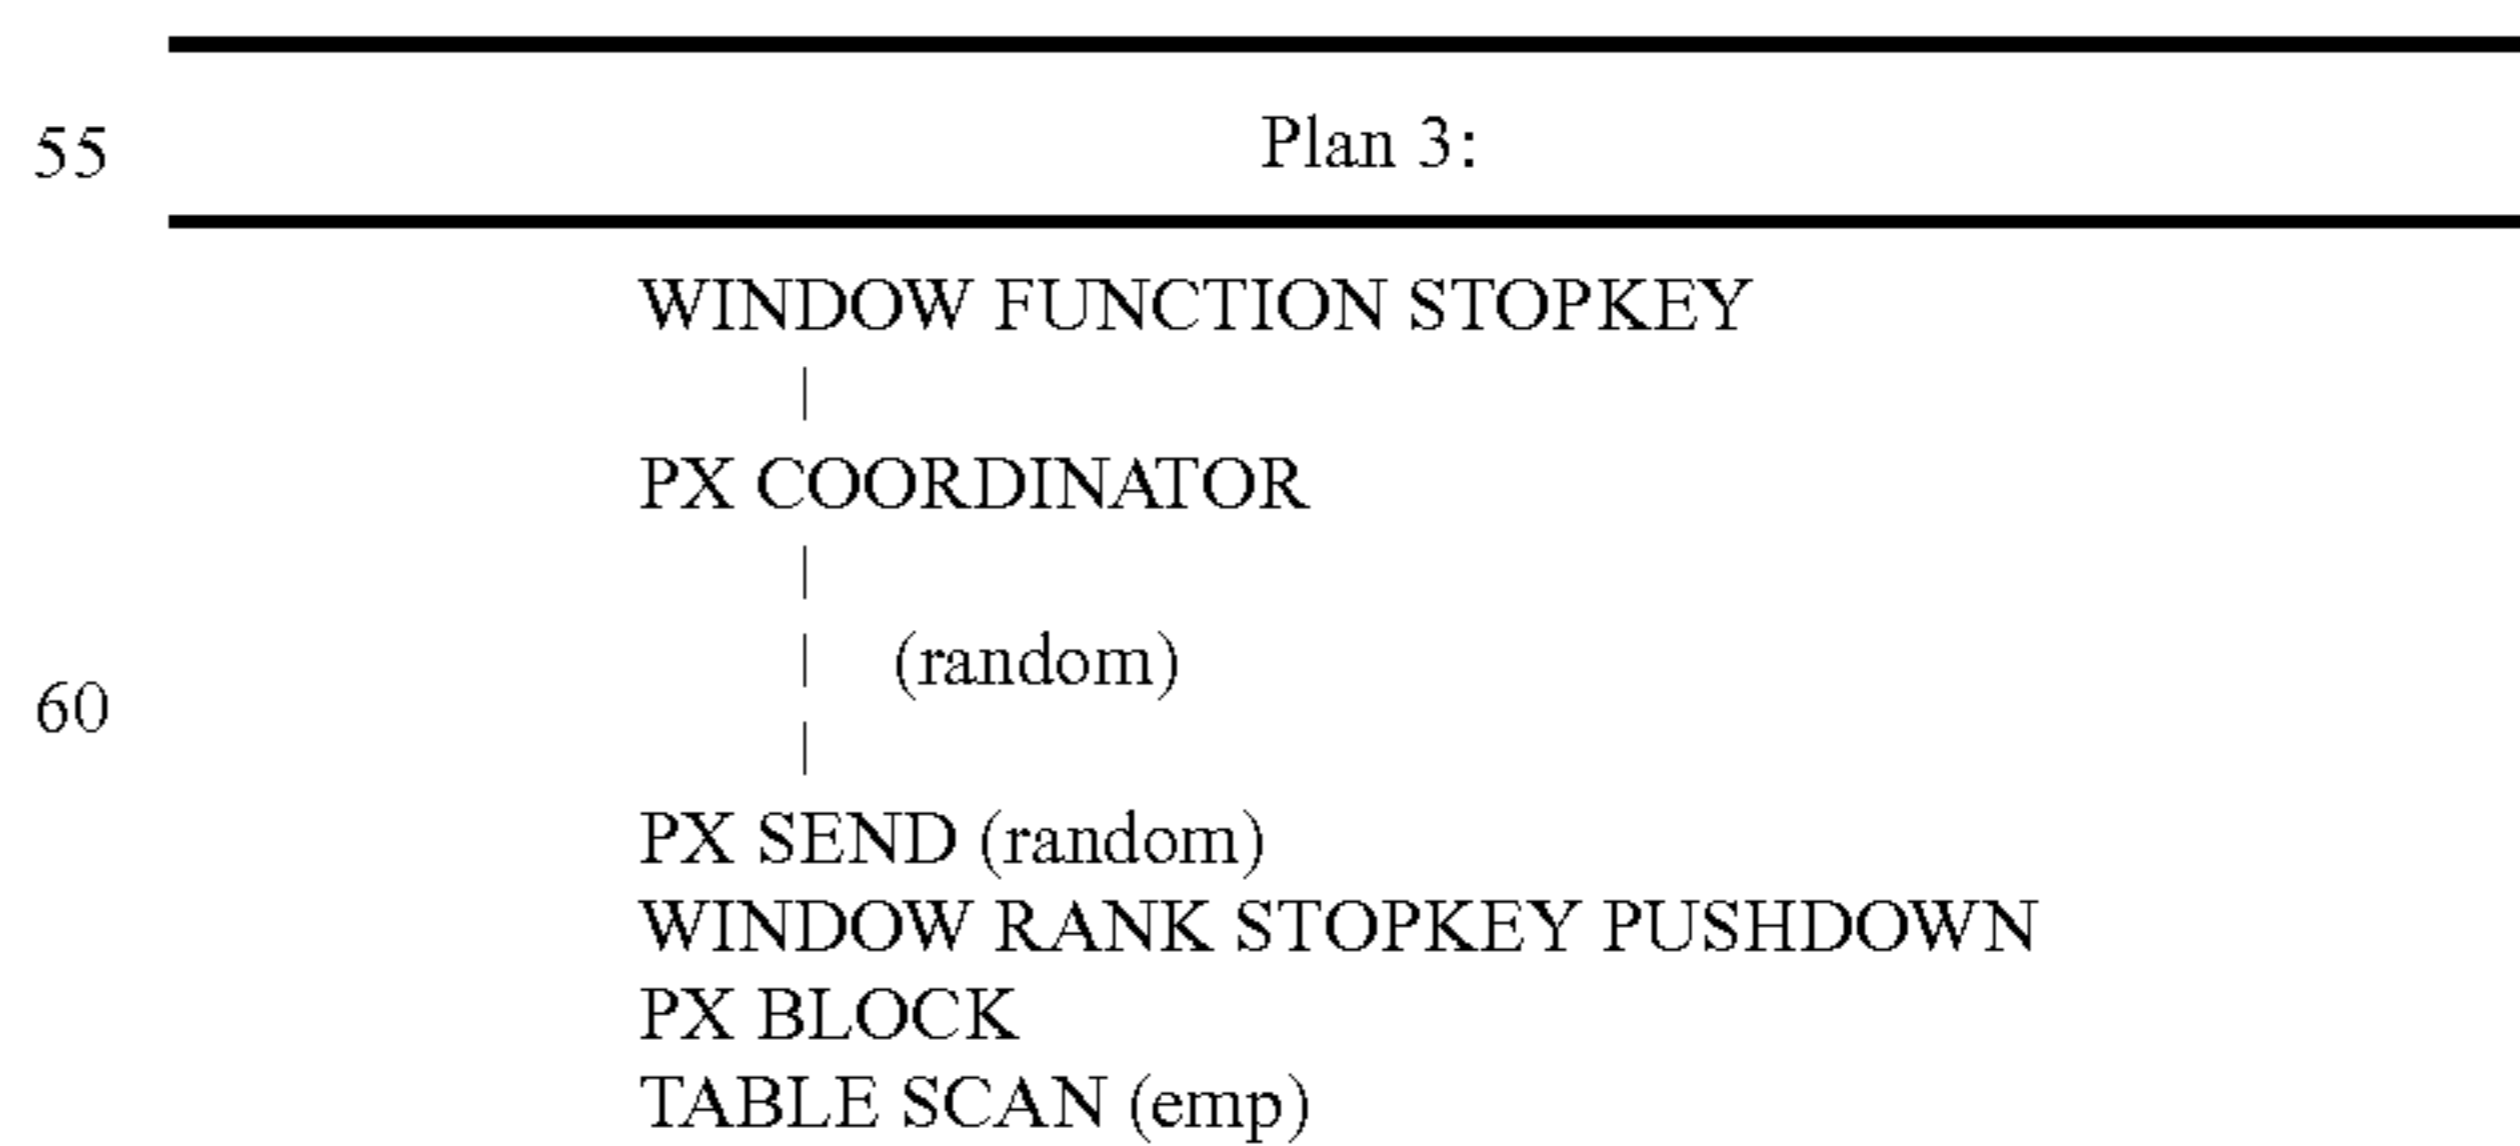 55 Plan 3:
WINDOW FUNCTION STOPKEY
|
PX COORDINATOR
|
| (random)
60
|
PX SEND (random)
WINDOW RANK STOPKEY PUSHDOWN
PX BLOCK
TABLE SCAN (emp)